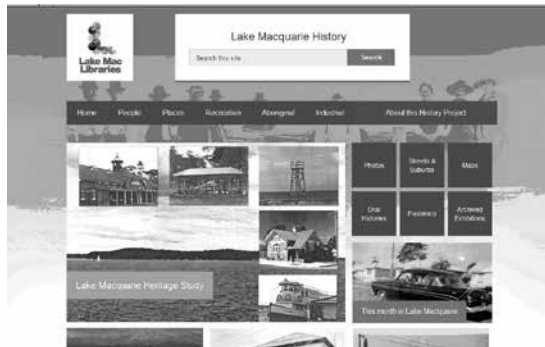 Lake Mac
Libraries
Lake Macquarie History
Search this site
Search
Home People Places Recreation Aboriginal Industrial About this History Project
Photos
Streets &
Suburbs
Maps
Oral
Histories
Archived
Exhibitions
Lake Macquarie Heritage Study
This month in Lake Macquarie